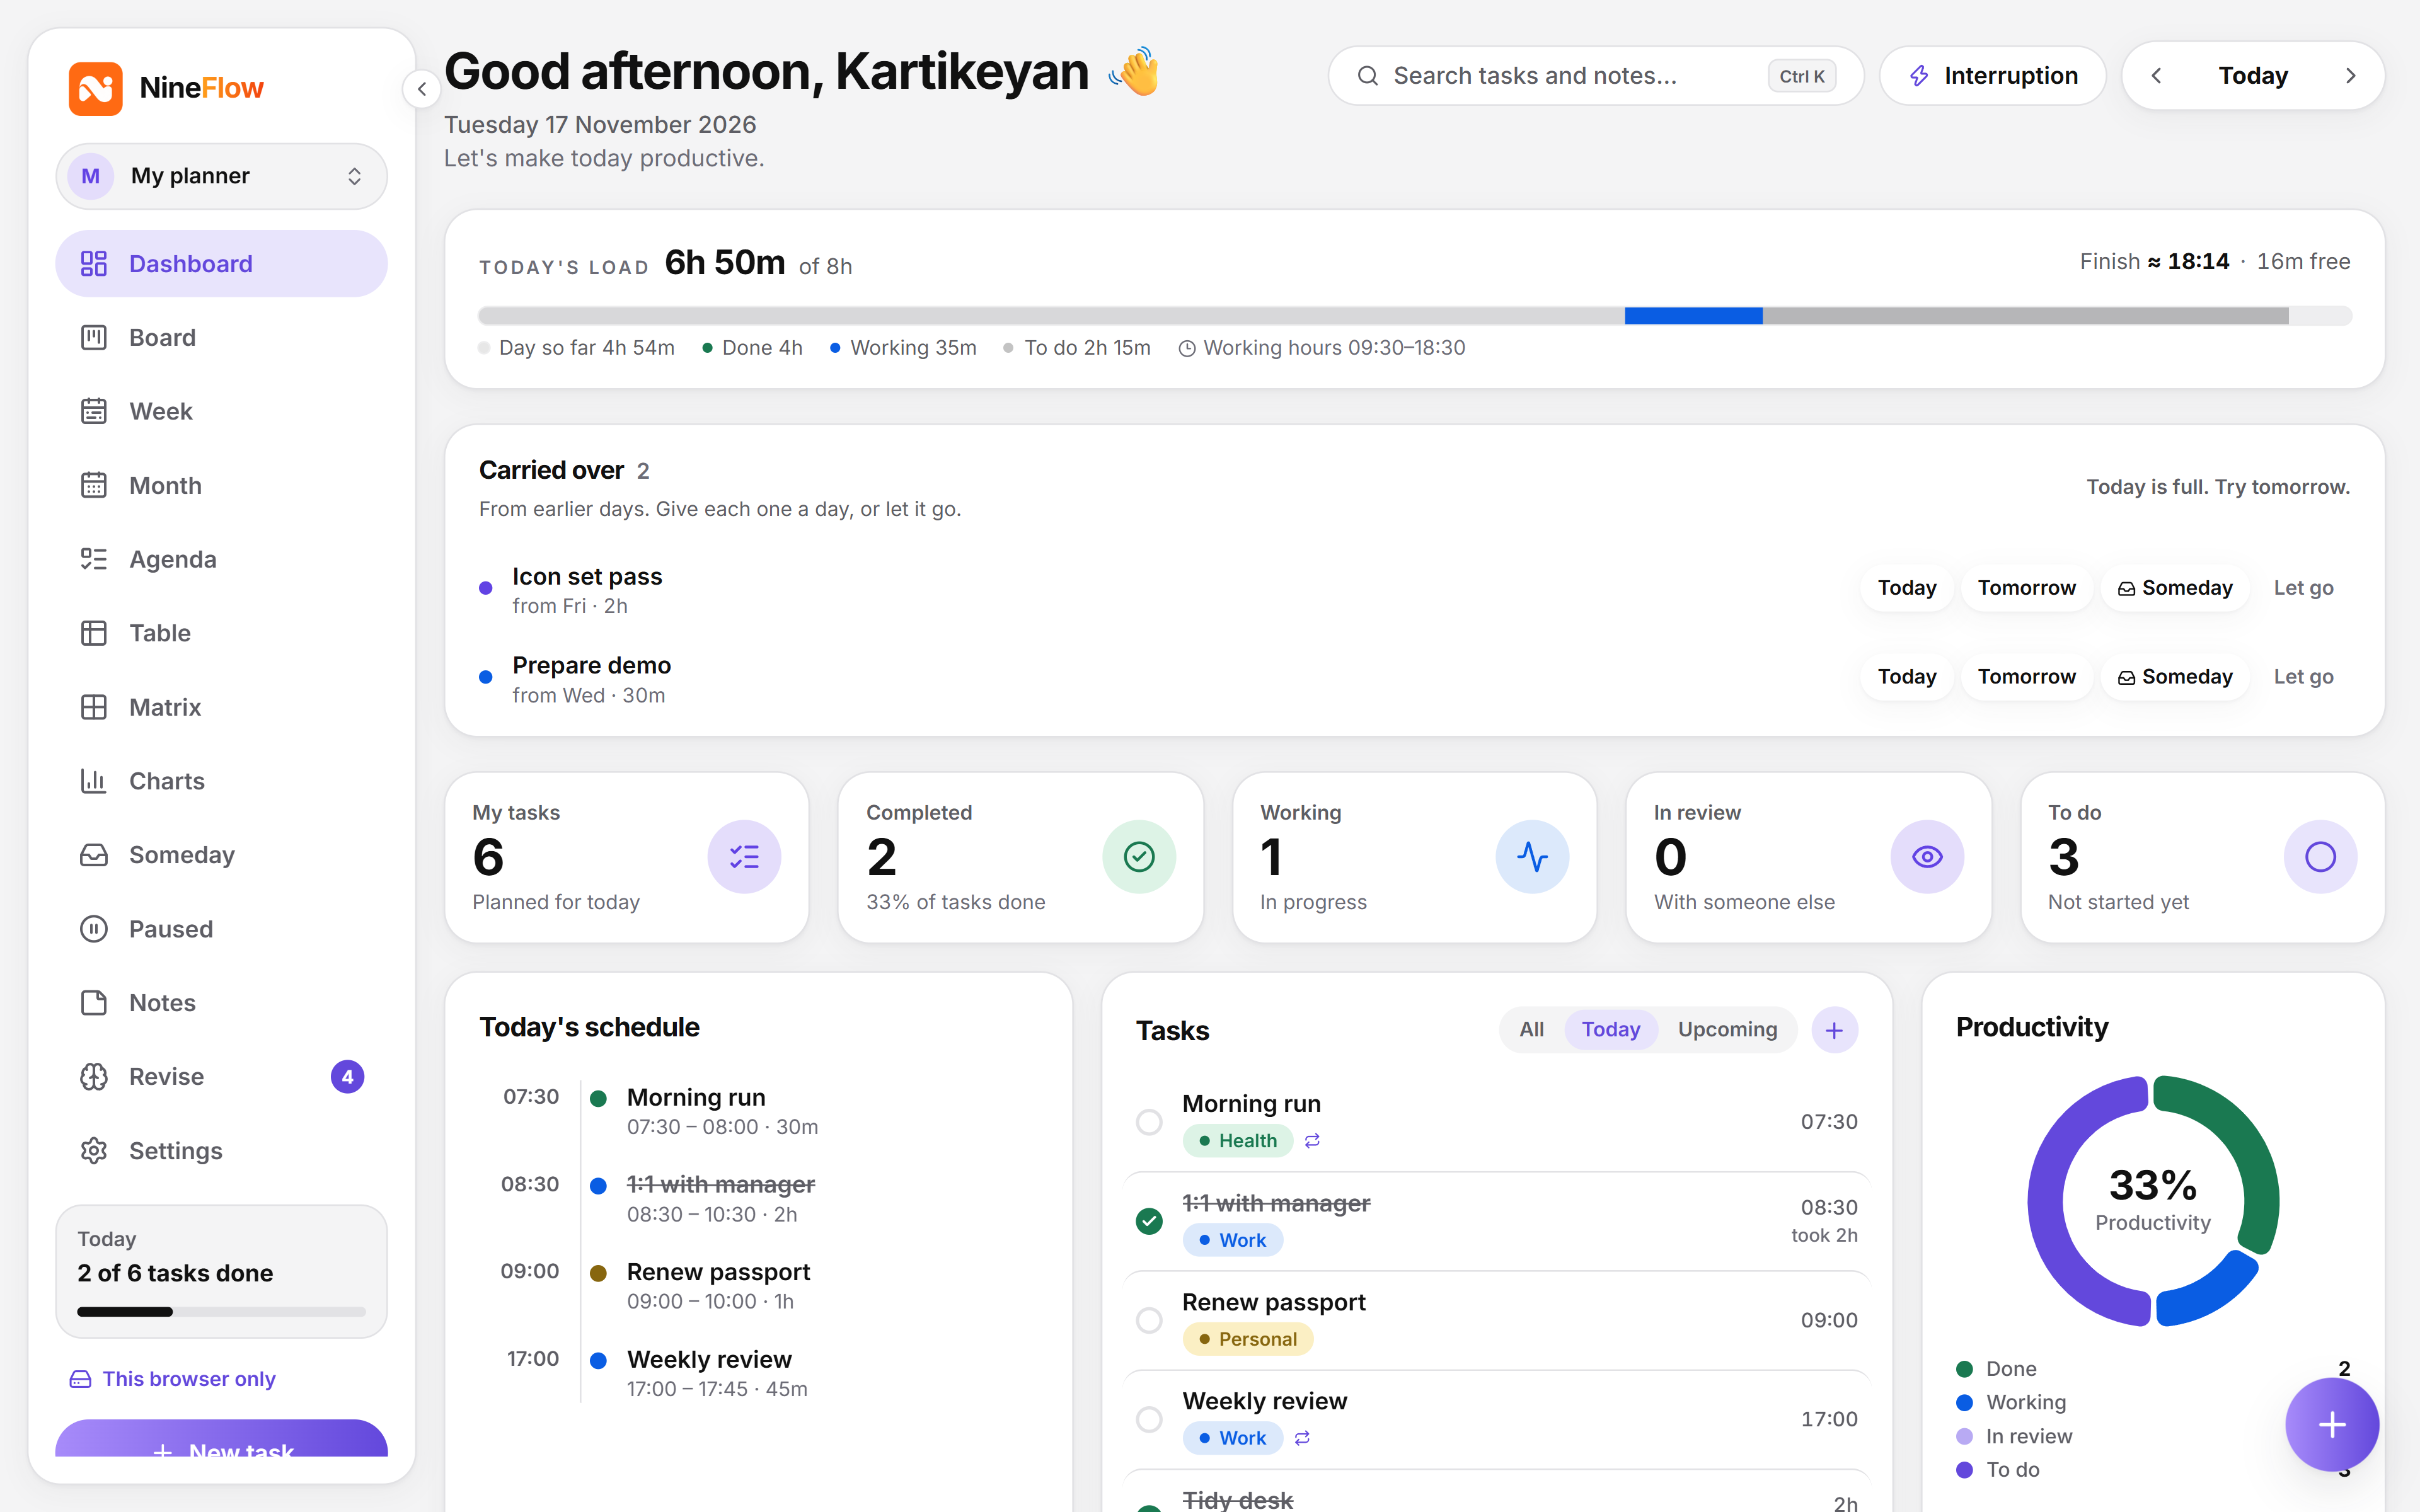 NineFlow
My planner
M
Dashboard
Board
Week
Month
Agenda
Table
Matrix
Charts
Someday
Paused
Notes
Revise 4
Settings
Today
2 of 6 tasks done
This browser only
New task
Good afternoon, Kartikeyan 👋
Tuesday 17 November 2026
Let's make today productive.
Search tasks and notes... Ctrl K
Interruption
Today
TODAY'S LOAD 6h 50m of 8h
Finish ≈ 18:14 · 16m free
Day so far 4h 54m Done 4h Working 35m To do 2h 15m Working hours 09:30–18:30
Carried over 2
From earlier days. Give each one a day, or let it go.
Today is full. Try tomorrow.
Icon set pass
from Fri · 2h
Today Tomorrow Someday Let go
Prepare demo
from Wed · 30m
Today Tomorrow Someday Let go
My tasks
6
Planned for today
Completed
2
33% of tasks done
Working
1
In progress
In review
0
With someone else
To do
3
Not started yet
Today's schedule
07:30 Morning run
07:30 – 08:00 · 30m
08:30 1:1 with manager
08:30 – 10:30 · 2h
09:00 Renew passport
09:00 – 10:00 · 1h
17:00 Weekly review
17:00 – 17:45 · 45m
Tasks
All Today Upcoming
Morning run
Health
07:30
1:1 with manager
Work
08:30
took 2h
Renew passport
Personal
09:00
Weekly review
Work
17:00
Tidy desk
2h
Productivity
33%
Productivity
Done 2
Working
In review
To do 3